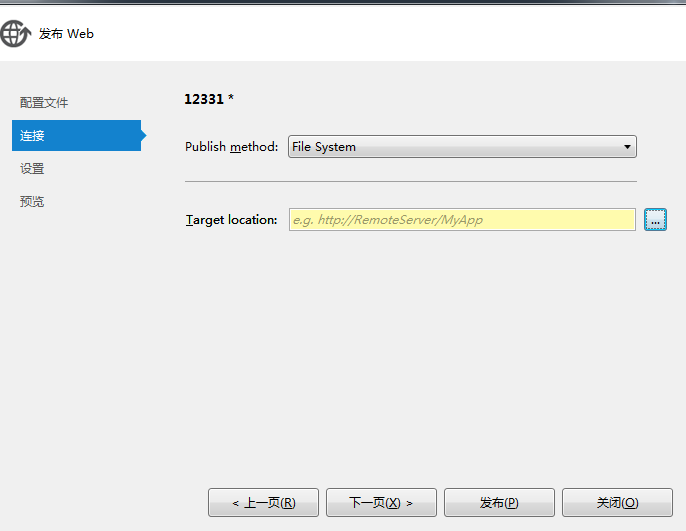 发布 Web
配置文件
连接
设置
预览
12331 *
Publish method: File System
Target location: e.g. http://RemoteServer/MyApp ...
< 上一页(R) 下一页(X) > 发布(P) 关闭(O)